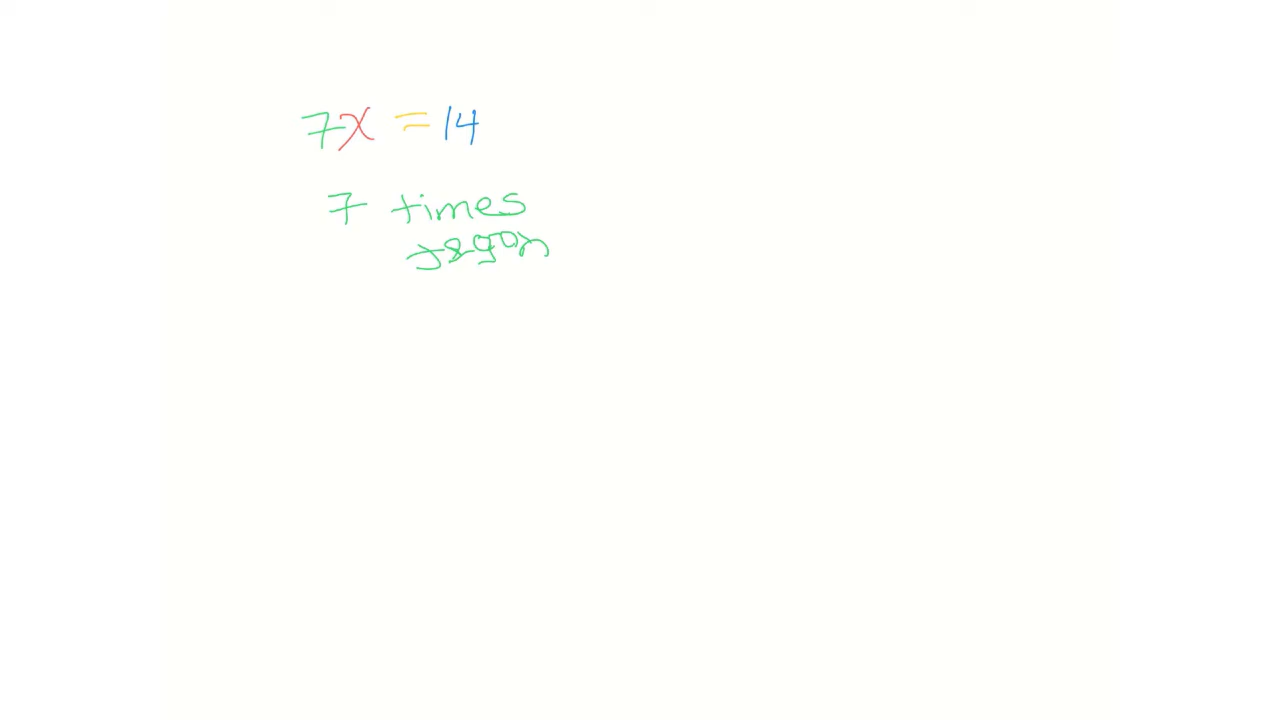 7x = 14
7 times